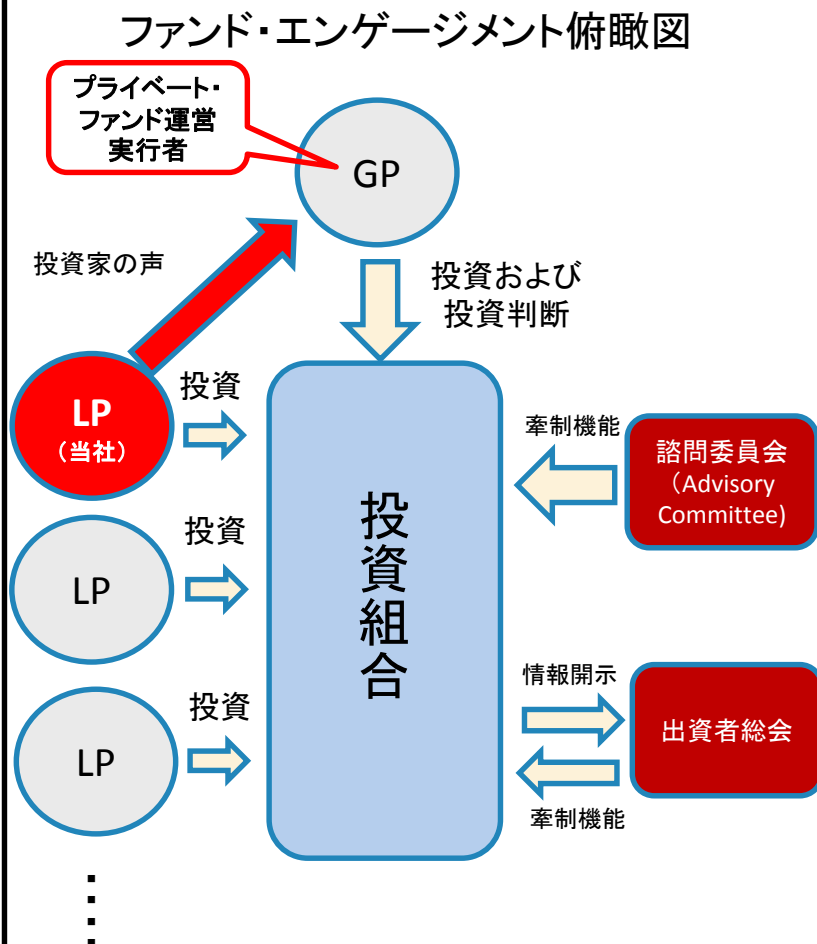 ファンド・エンゲージメント俯瞰図
プライベート・
ファンド運営
実行者
GP
投資家の声
投資および
投資判断
LP
（当社）
投資
投資組合
牽制機能
諮問委員会
（Advisory
Committee)
LP
投資
LP
投資
情報開示
出資者総会
牽制機能